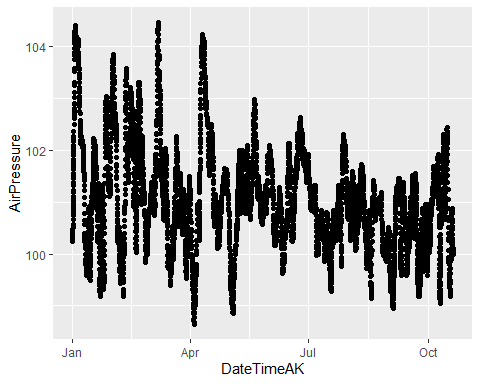 104
102
100
AirPressure
Jan
Apr
Jul
Oct
DateTimeAK